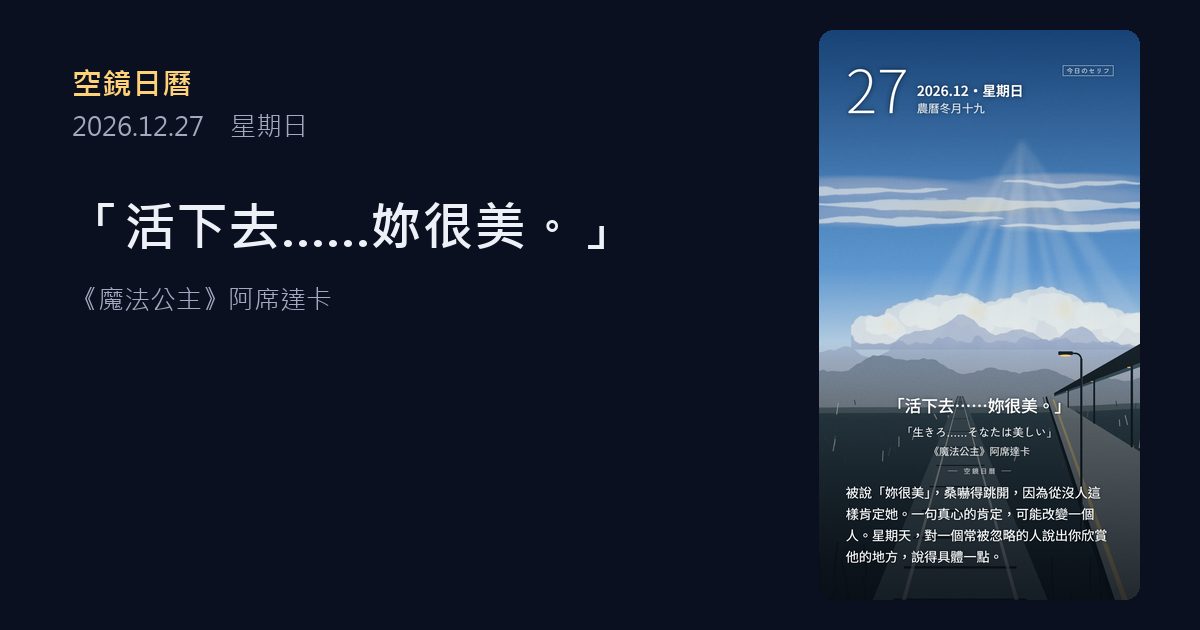 空鏡日曆
2026.12.27 星期日
「活下去……妳很美。」
《魔法公主》阿席達卡
27
2026.12・星期日
農曆冬月十九
今日のセリフ
「活下去……妳很美。」
「生きろ……そなたは美しい」
《魔法公主》阿席達卡
— 空鏡日曆 —
被說「妳很美」，桑嚇得跳開，因為從沒人這
樣肯定她。一句真心的肯定，可能改變一個
人。星期天，對一個常被忽略的人說出你欣賞
他的地方，說得具體一點。